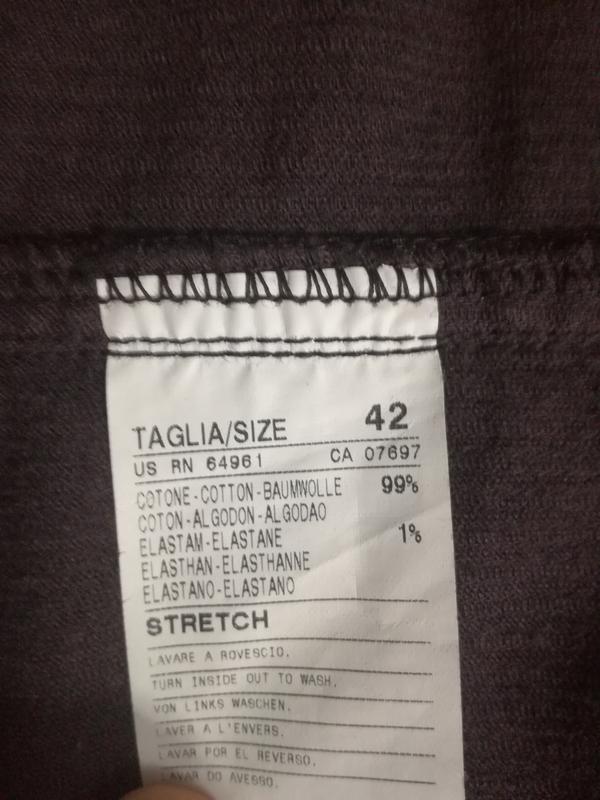 TAGLIA/SIZE 42
US RN 64961 CA 07697
COTONE-COTTON-BAUMWOLLE 99%
COTON-ALGODON-ALGODAO
ELASTAM-ELASTANE 1%
ELASTHAN-ELASTHANNE
ELASTANO-ELASTANO
STRETCH
LAVARE A ROVESCIO.
TURN INSIDE OUT TO WASH.
VON LINKS WASCHEN.
LAVER A L'ENVERS.
LAVAR POR EL REVERSO.
LAVAR DO AVESSO.